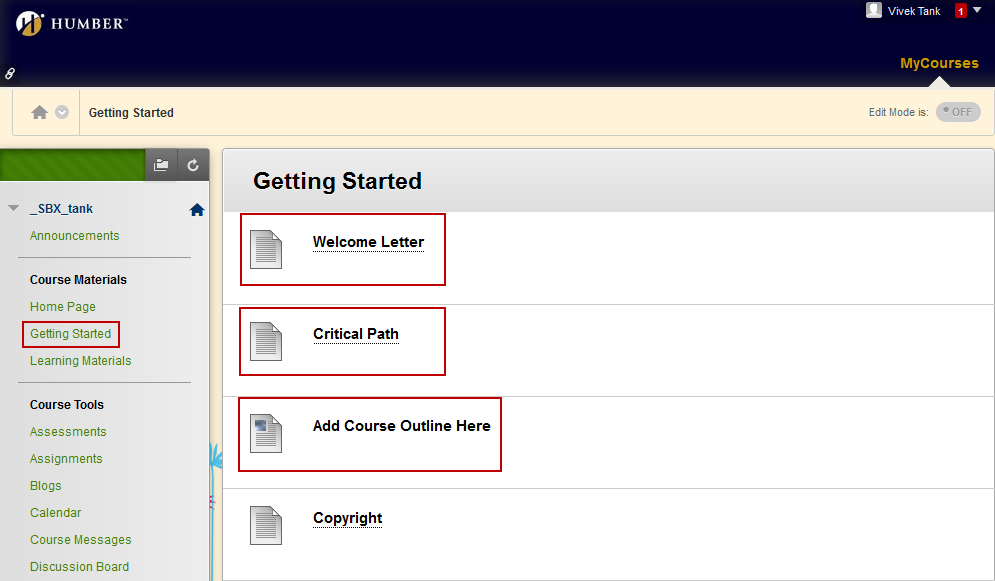 HUMBER™
Vivek Tank 1
MyCourses
Getting Started
Edit Mode is: OFF
_SBX_tank
Announcements
Course Materials
Home Page
Getting Started
Learning Materials
Course Tools
Assessments
Assignments
Blogs
Calendar
Course Messages
Discussion Board
Getting Started
Welcome Letter
Critical Path
Add Course Outline Here
Copyright